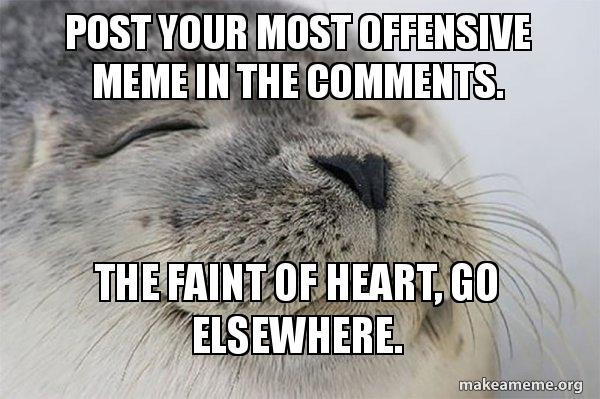 POST YOUR MOST OFFENSIVE
MEME IN THE COMMENTS.
THE FAINT OF HEART, GO
ELSEWHERE.
makeameme.org